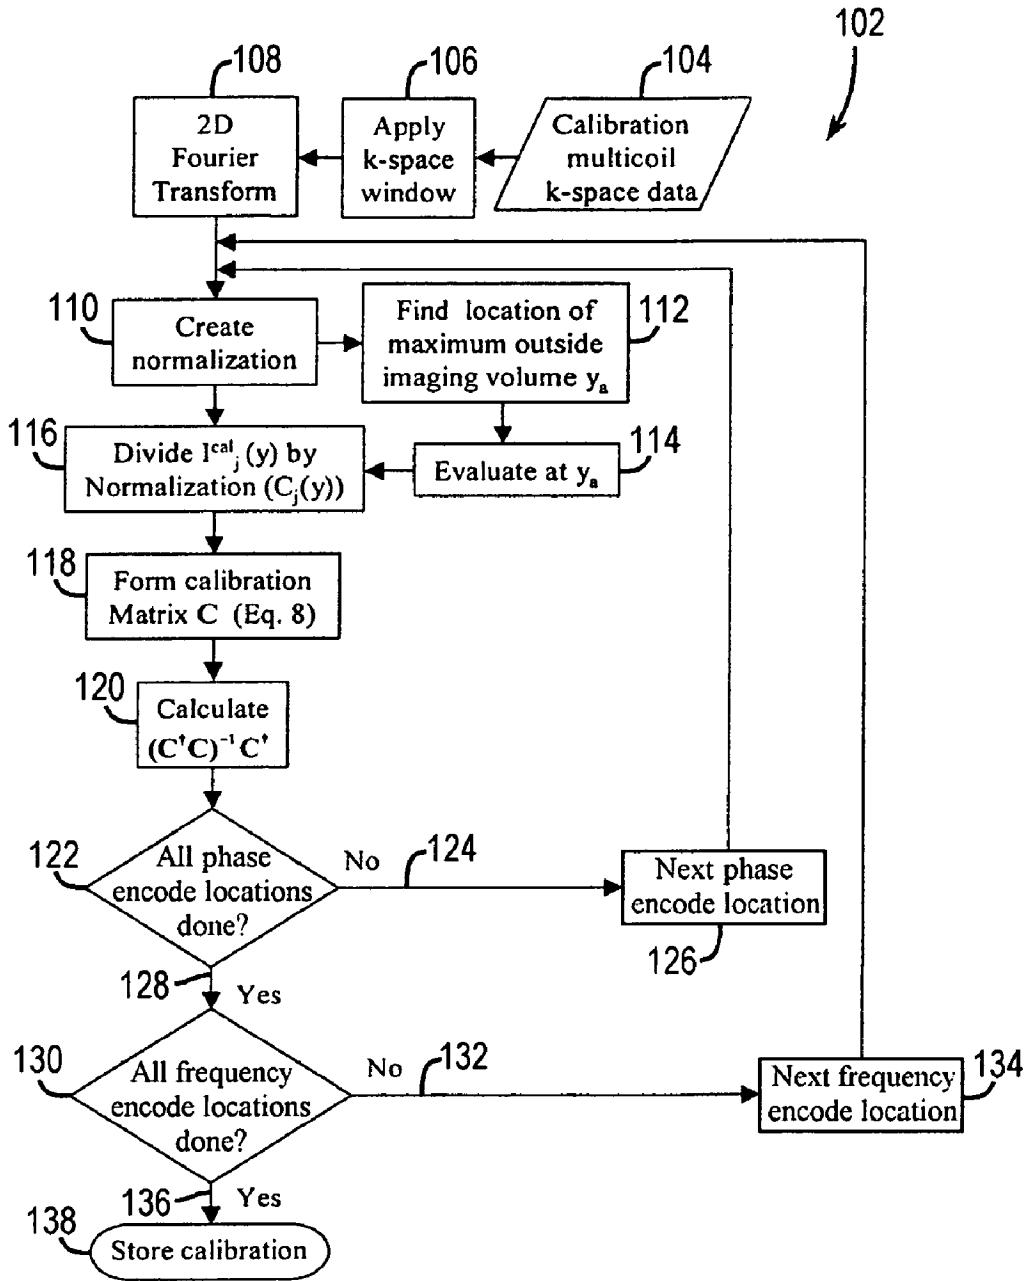 102
108
106
104
2D
Fourier
Transform
Apply
k-space
window
Calibration
multicoil
k-space data
110
Create
normalization
Find location of
maximum outside
imaging volume yₐ
112
116
Divide I^cal_j (y) by
Normalization (C_j(y))
Evaluate at yₐ
114
118
Form calibration
Matrix C (Eq. 8)
120
Calculate
(C†C)⁻¹C†
122
All phase
encode locations
done?
No
124
Next phase
encode location
126
128
Yes
130
All frequency
encode locations
done?
No
132
Next frequency
encode location
134
136
Yes
138
Store calibration